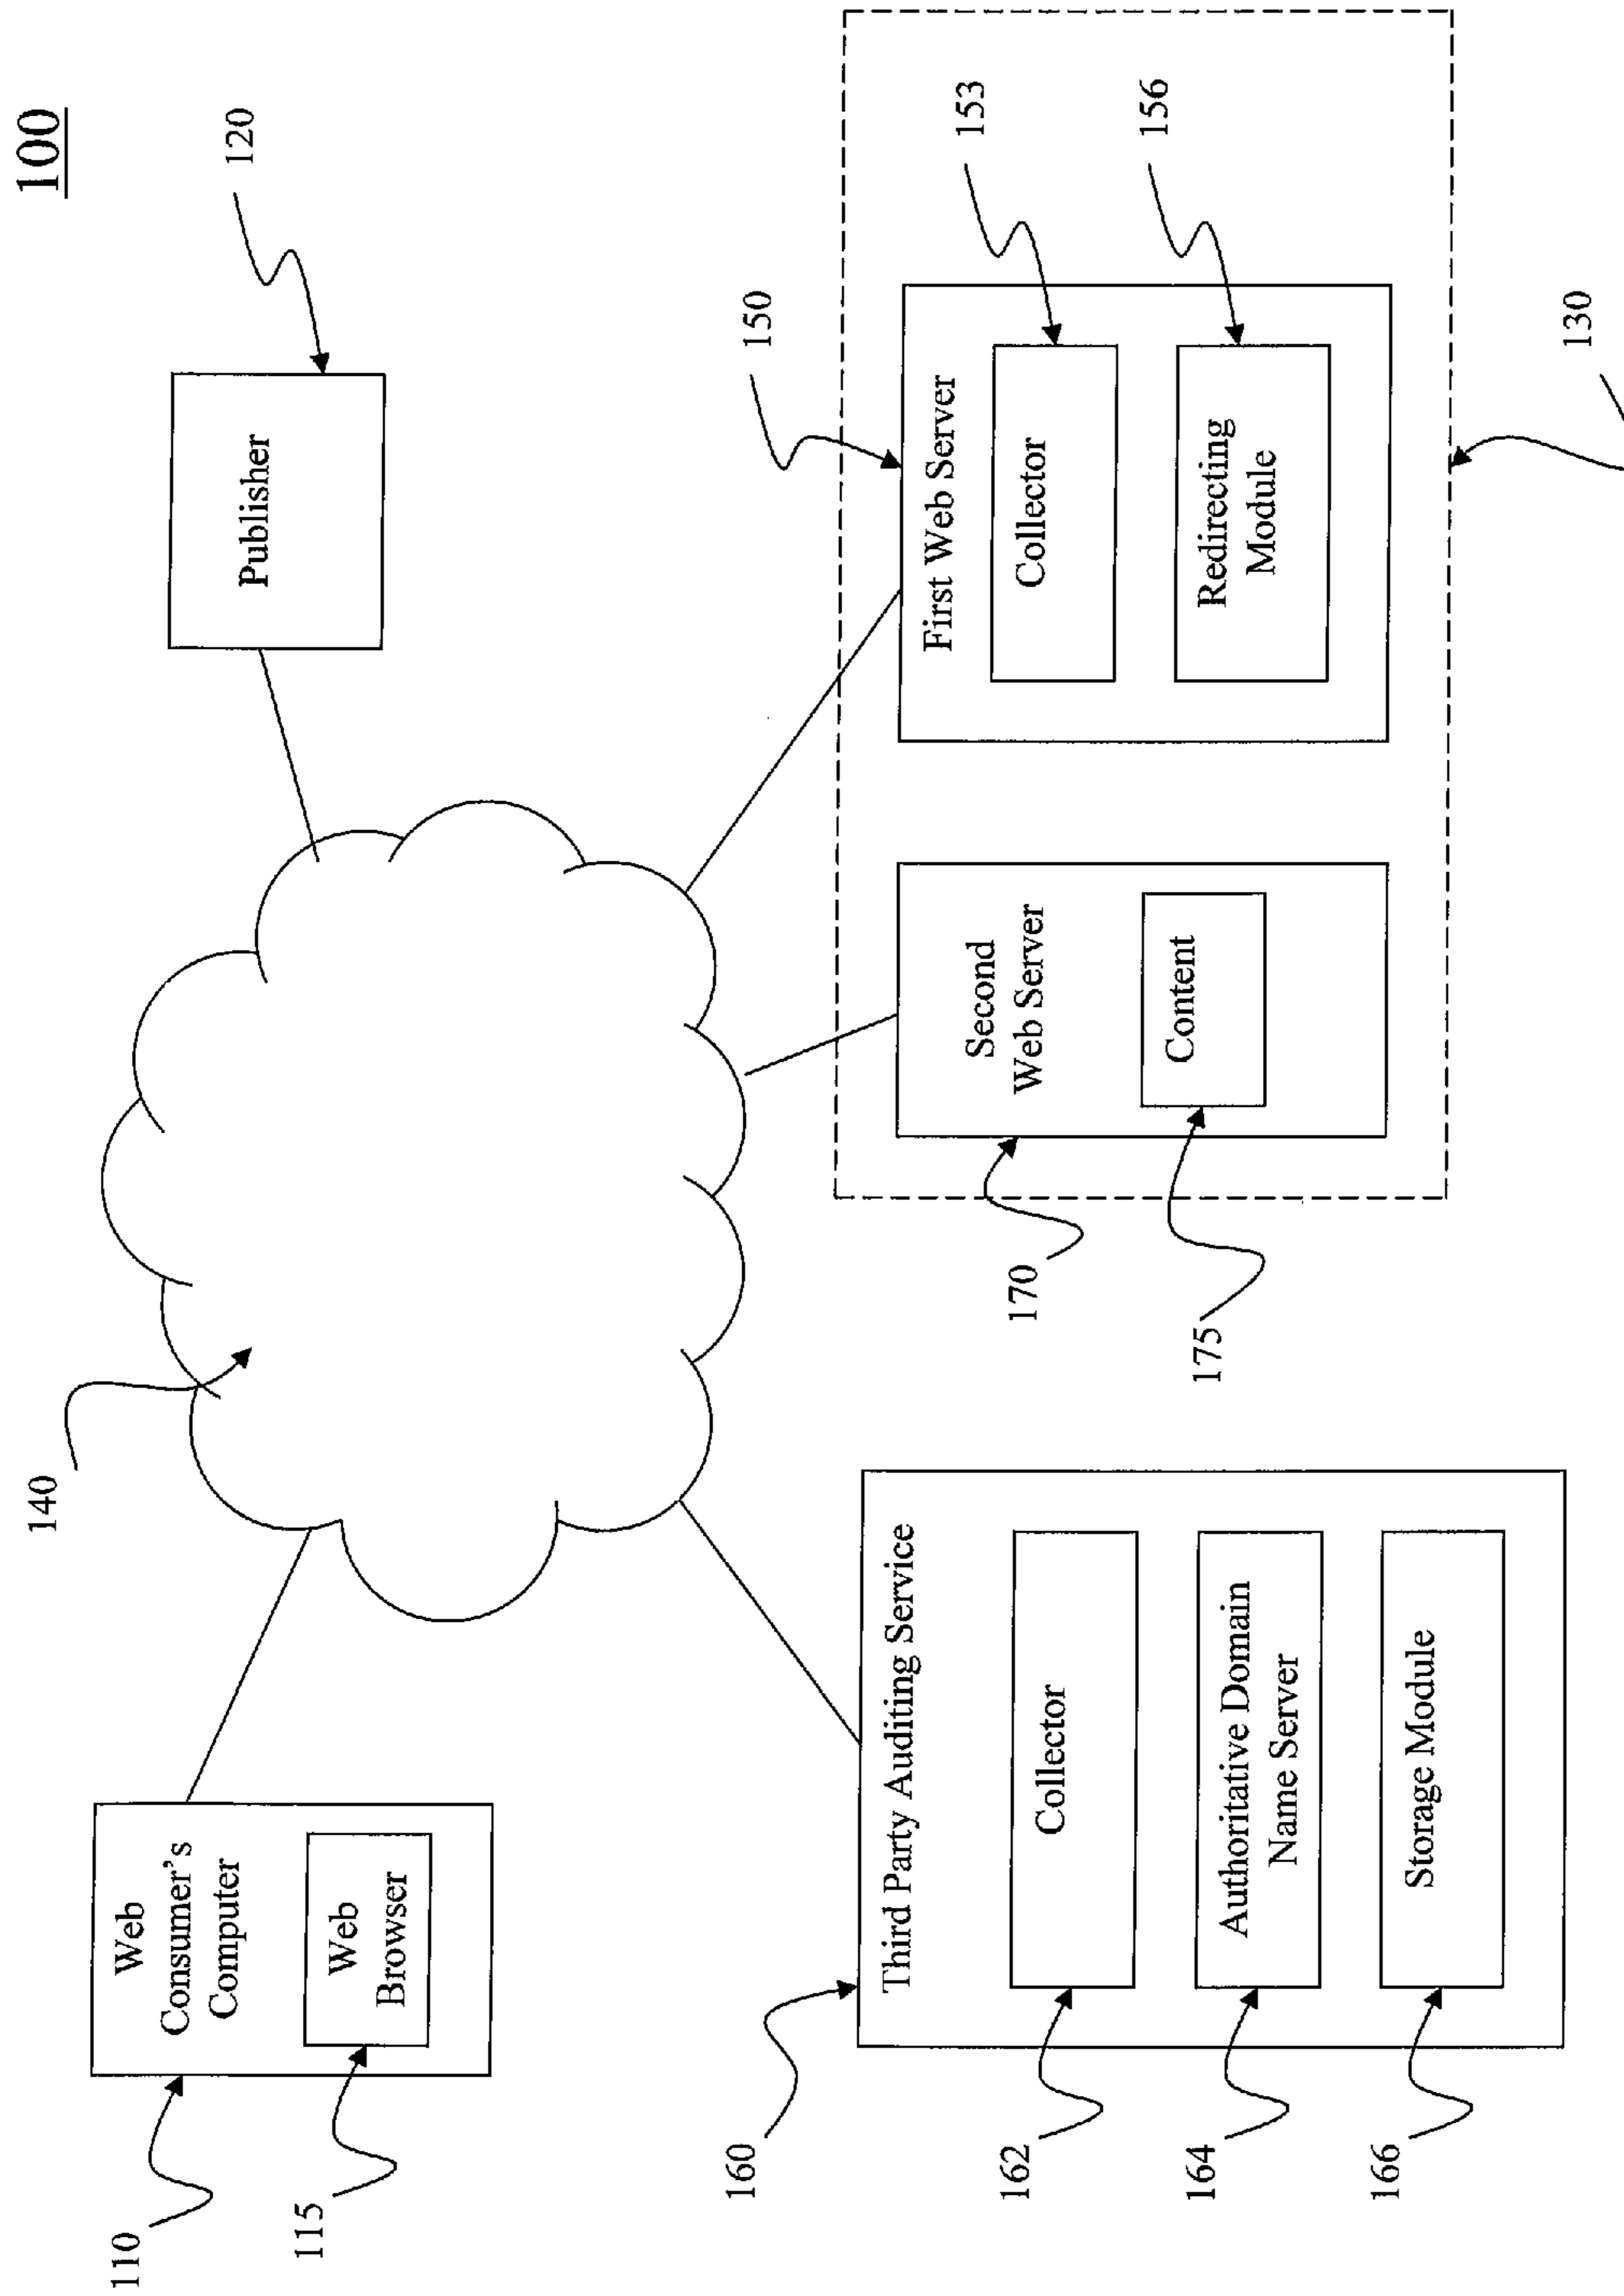 100
140
110
Web
Consumer's
Computer
115
Web
Browser
Publisher
120
160
Third Party Auditing Service
162
Collector
164
Authoritative Domain
Name Server
166
Storage Module
170
Second
Web Server
175
Content
150
First Web Server
Collector
153
Redirecting
Module
156
130